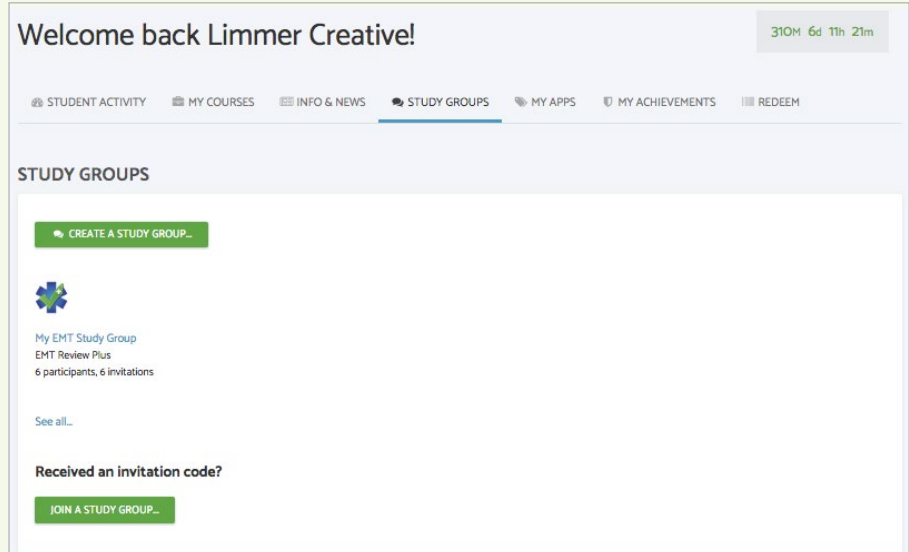 Welcome back Limmer Creative!
310M 6d 11h 21m
STUDENT ACTIVITY MY COURSES INFO & NEWS STUDY GROUPS MY APPS MY ACHIEVEMENTS REDEEM
STUDY GROUPS
CREATE A STUDY GROUP...
My EMT Study Group
EMT Review Plus
6 participants, 6 invitations
See all...
Received an invitation code?
JOIN A STUDY GROUP...